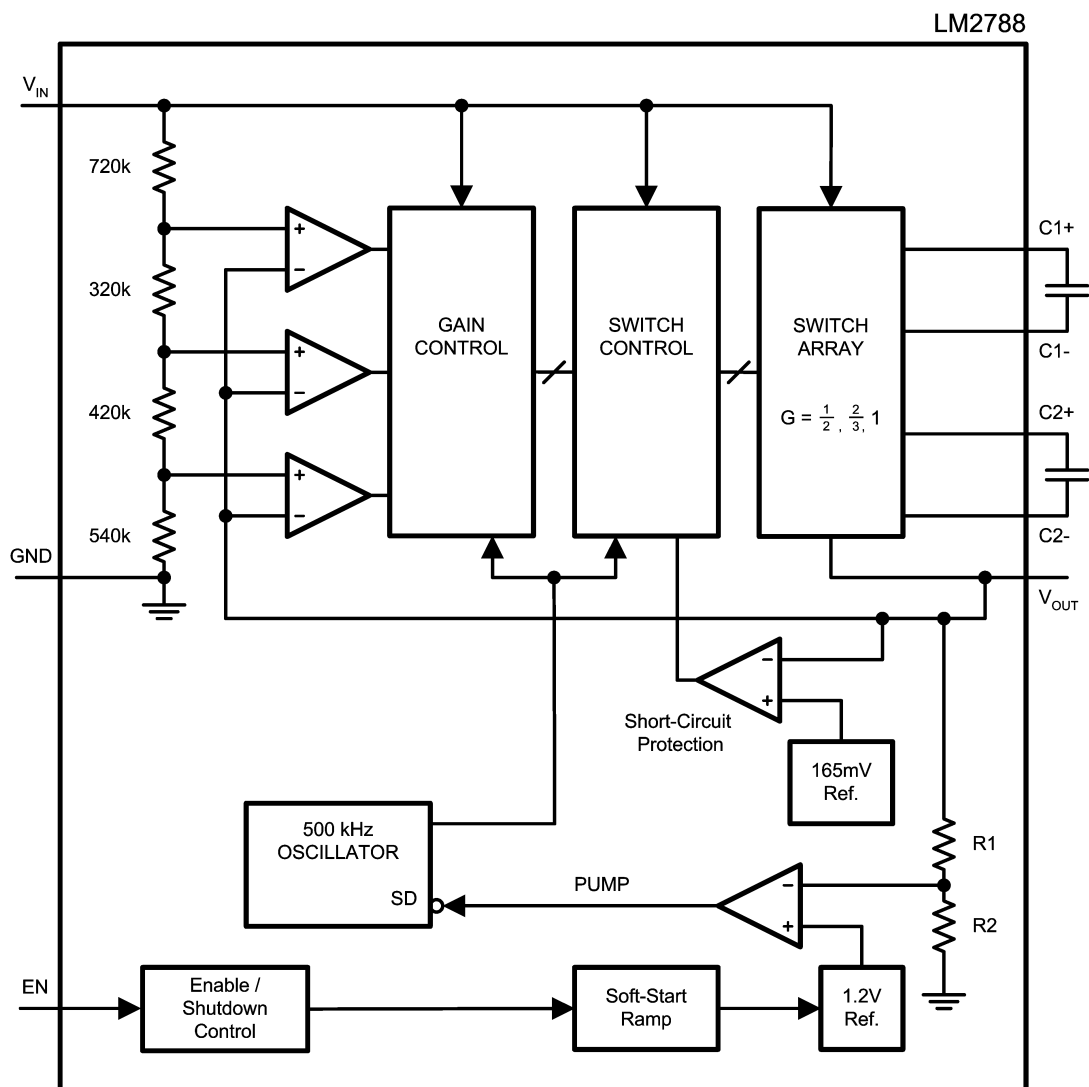 LM2788
VIN
720k
C1+
320k
GAIN
CONTROL
SWITCH
CONTROL
SWITCH
ARRAY
C1-
C2+
420k
G = 1/2, 2/3, 1
540k
C2-
GND
VOUT
+
−
+
−
+
−
−
+
Short-Circuit
Protection
165mV
Ref.
500 kHz
OSCILLATOR
R1
SD
PUMP
−
+
R2
EN
Enable /
Shutdown
Control
Soft-Start
Ramp
1.2V
Ref.